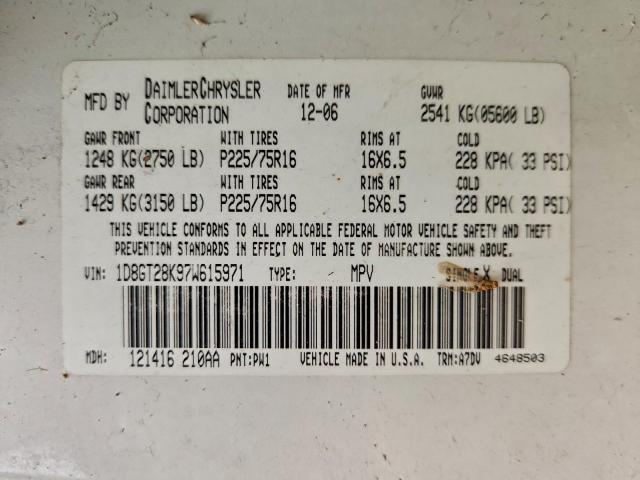 MFD BY DAIMLERCHRYSLER CORPORATION DATE OF MFR 12-06 GVWR 2541 KG(05600 LB)
GAWR FRONT WITH TIRES RIMS AT COLD
1248 KG(2750 LB) P225/75R16 16X6.5 228 KPA( 33 PSI)
GAWR REAR WITH TIRES RIMS AT COLD
1429 KG(3150 LB) P225/75R16 16X6.5 228 KPA( 33 PSI)
THIS VEHICLE CONFORMS TO ALL APPLICABLE FEDERAL MOTOR VEHICLE SAFETY AND THEFT
PREVENTION STANDARDS IN EFFECT ON THE DATE OF MANUFACTURE SHOWN ABOVE.
VIN: 1D8GT28K97W615971 TYPE: MPV SINGLE X DUAL
MDH: 121416 210AA PNT:PW1 VEHICLE MADE IN U.S.A. TRM:A7DV 4648503